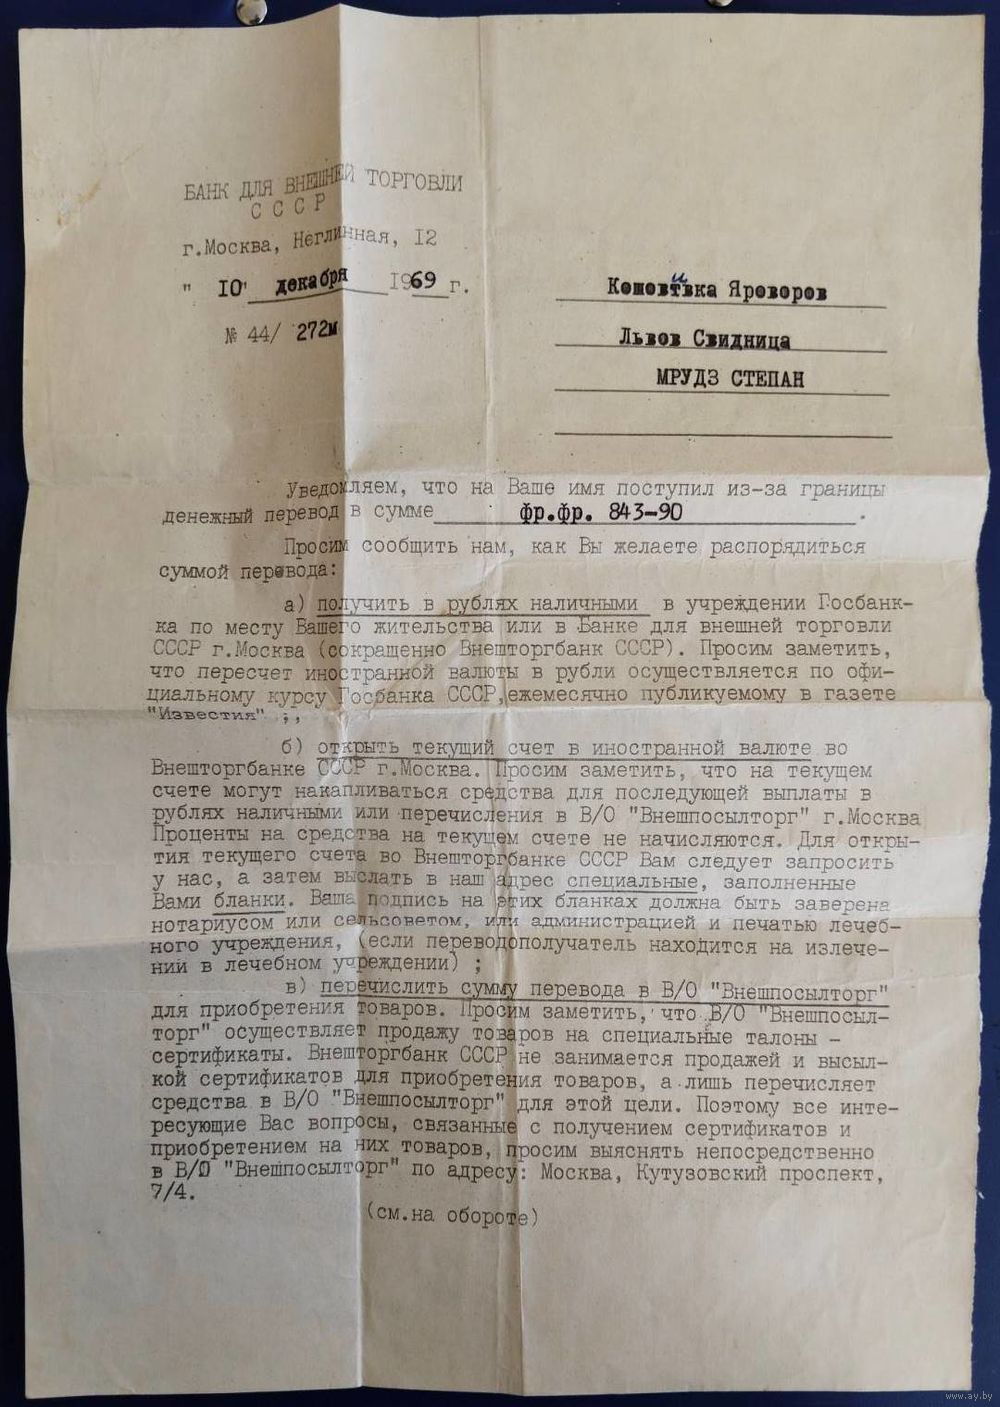 БАНК ДЛЯ ВНЕШНЕЙ ТОРГОВЛИ
СССР
г.Москва, Неглинная, 12
" 10" декабря 1969 г.
№ 44/ 272м
Яроворов
Львов Свидница
МРУДЗ СТЕПАН
Уведомляем, что на Ваше имя поступил из-за границы
денежный перевод в сумме фр.фр. 843-90 .
Просим сообщить нам, как Вы желаете распорядиться
суммой перевода:
а) получить в рублях наличными в учреждении Госбанк-
ка по месту Вашего жительства или в Банке для внешней торговли
СССР г.Москва (сокращенно Внешторгбанк СССР). Просим заметить,
что пересчет иностранной валюты в рубли осуществляется по офи-
циальному курсу Госбанка СССР, ежемесячно публикуемому в газете
"Известия" ;,
б) открыть текущий счет в иностранной валюте во
Внешторгбанке СССР г.Москва. Просим заметить, что на текущем
счете могут накапливаться средства для последующей выплаты в
рублях наличными или перечисления в В/О "Внешпосылторг" г.Москва
Проценты на средства на текущем счете не начисляются. Для откры-
тия текущего счета во Внешторгбанке СССР Вам следует запросить
у нас, а затем выслать в наш адрес специальные, заполненные
Вами бланки. Ваша подпись на этих бланках должна быть заверена
нотариусом или сельсоветом, или администрацией и печатью лечеб-
ного учреждения, (если переводополучатель находится на излече-
нии в лечебном учреждении) ;
в) перечислить сумму перевода в В/О "Внешпосылторг"
для приобретения товаров. Просим заметить, что В/О "Внешпосыл-
торг" осуществляет продажу товаров на специальные талоны -
сертификаты. Внешторгбанк СССР не занимается продажей и высыл-
кой сертификатов для приобретения товаров, а лишь перечисляет
средства в В/О "Внешпосылторг" для этой цели. Поэтому все инте-
ресующие Вас вопросы, связанные с получением сертификатов и
приобретением на них товаров, просим выяснять непосредственно
в В/О "Внешпосылторг" по адресу: Москва, Кутузовский проспект,
7/4.
(см.на обороте)
www.ay.by